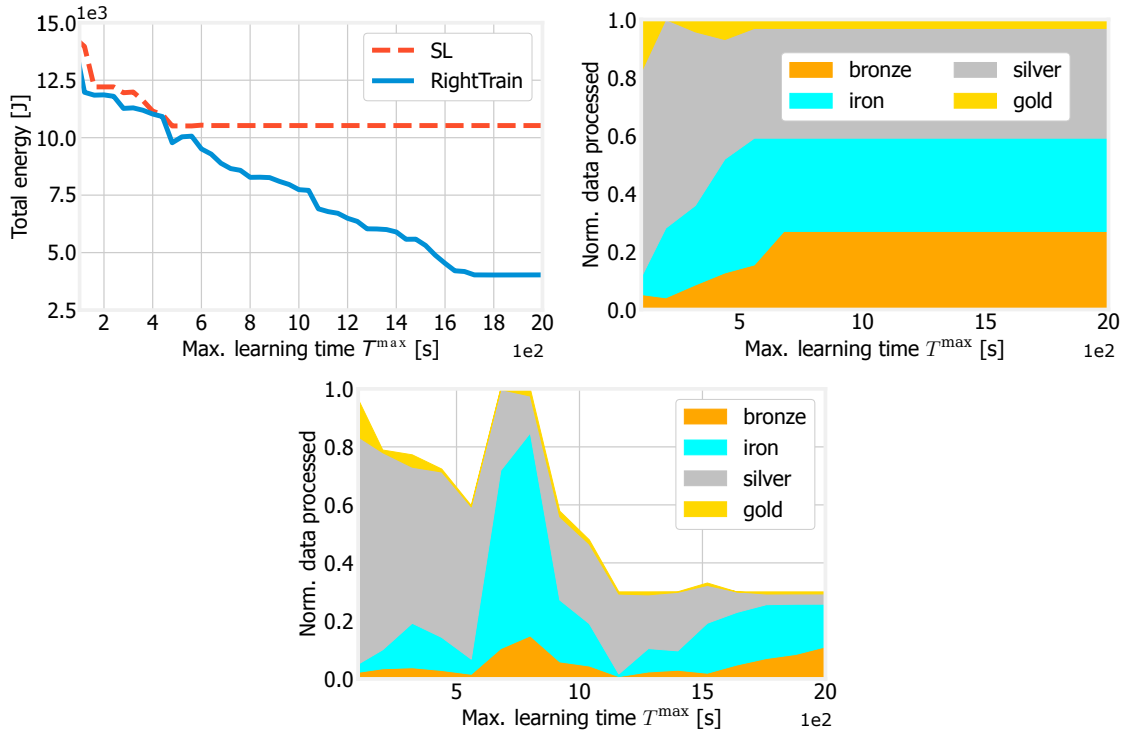 1e3
15.0
12.5
10.0
7.5
5.0
2.5
Total energy [J]
SL
RightTrain
2 4 6 8 10 12 14 16 18 20
Max. learning time T^max [s]
1e2
1.0
0.8
0.6
0.4
0.2
0.0
Norm. data processed
bronze silver
iron gold
5 10 15 20
Max. learning time T^max [s]
1e2
1.0
0.8
0.6
0.4
0.2
0.0
Norm. data processed
bronze
iron
silver
gold
5 10 15 20
Max. learning time T^max [s]
1e2